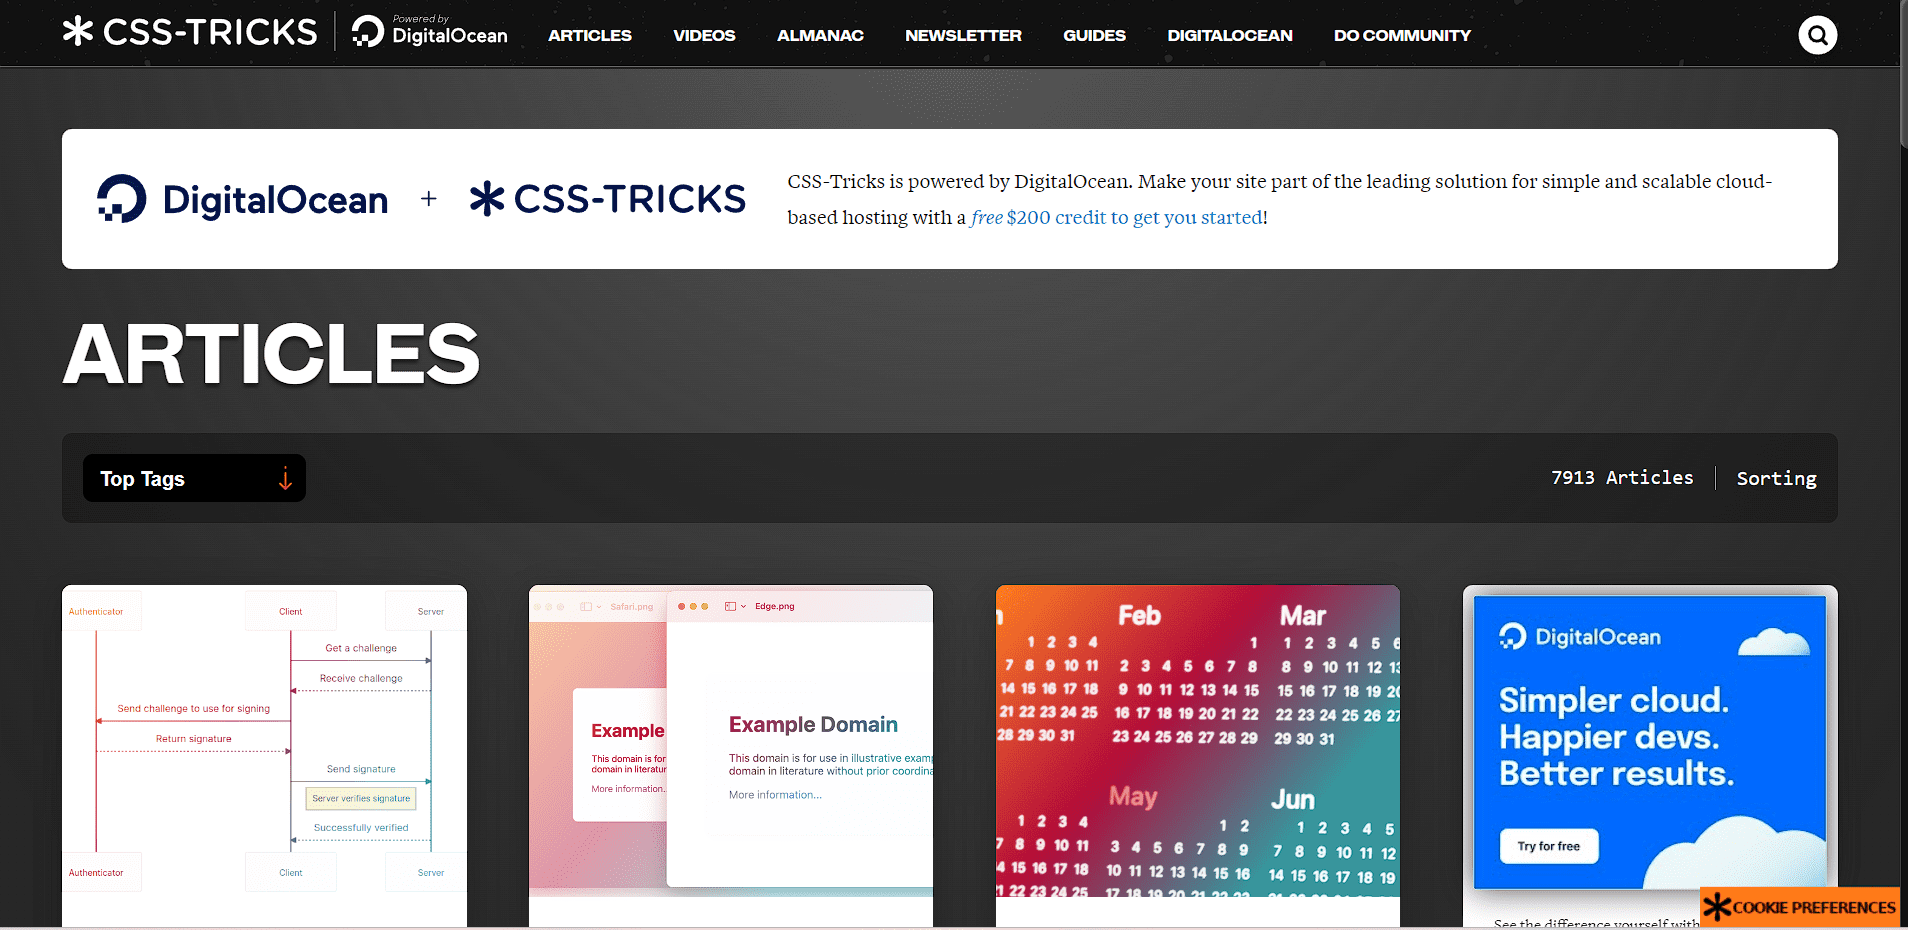 CSS-TRICKS
Powered by
DigitalOcean
ARTICLES
VIDEOS
ALMANAC
NEWSLETTER
GUIDES
DIGITALOCEAN
DO COMMUNITY
DigitalOcean + CSS-TRICKS
CSS-Tricks is powered by DigitalOcean. Make your site part of the leading solution for simple and scalable cloud-
based hosting with a free $200 credit to get you started!
ARTICLES
Top Tags
7913 Articles
Sorting
Authenticator
Client
Server
Get a challenge
Receive challenge
Send challenge to use for signing
Return signature
Send signature
Server verifies signature
Successfully verified
Authenticator
Client
Server
Safari.png
Edge.png
Example
This domain is for
domain in literatur
More information.
Example Domain
This domain is for use in illustrative examp
domain in literature without prior coordina
More information...
Feb
Mar
1 2 3 4
1
1 2 3 4 5 6
7 8 9 10 11
2 3 4 5 6 7 8
8 9 10 11 12 13
14 15 16 17 18
9 10 11 12 13 14 15
15 16 17 18 19 20
21 22 23 24 25
16 17 18 19 20 21 22
22 23 24 25 26 27
28 29 30 31
23 24 25 26 27 28 29
29 30 31
May
Jun
1 2 3 4
1 2
1 2 3 4 5
7 8 9 10 11
3 4 5 6 7 8 9
7 8 9 10 11 12
14 15 16 17 18
10 11 12 13 14 15 16
14 15 16 17 18 19
21 22 23 24 25
17 18 19 20 21 22 23
DigitalOcean
Simpler cloud.
Happier devs.
Better results.
Try for free
See the difference yourself with
COOKIE PREFERENCES